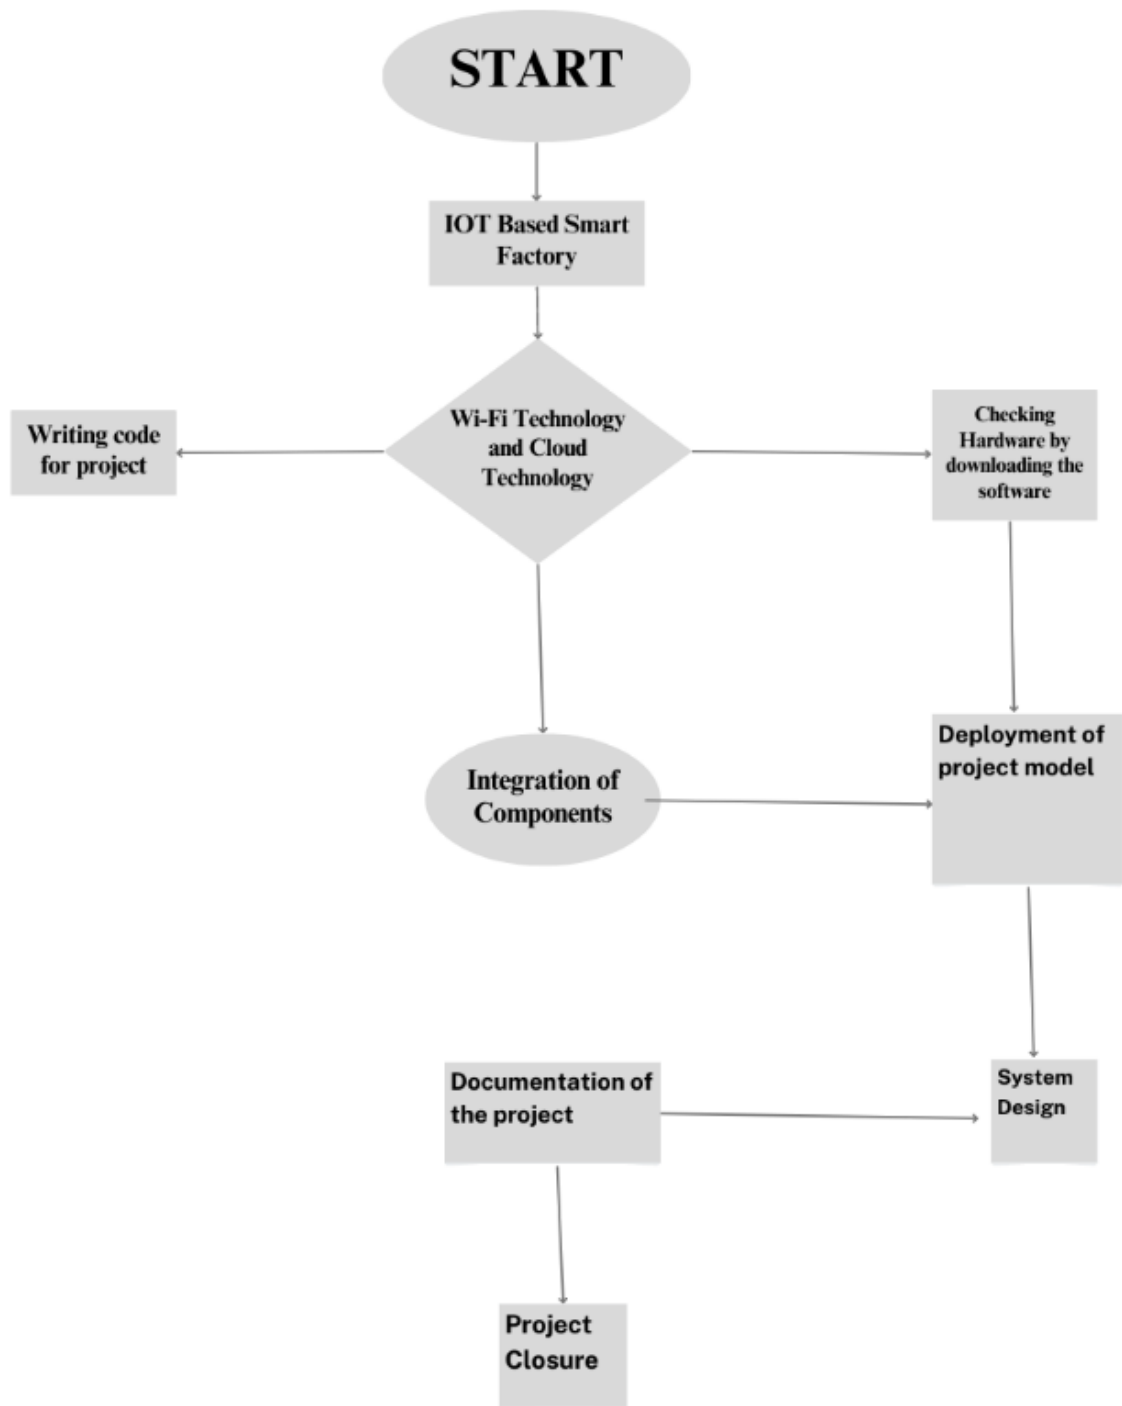 START
IOT Based Smart
Factory
Writing code
for project
Wi-Fi Technology
and Cloud
Technology
Checking
Hardware by
downloading the
software
Integration of
Components
Deployment of
project model
Documentation of
the project
System
Design
Project
Closure